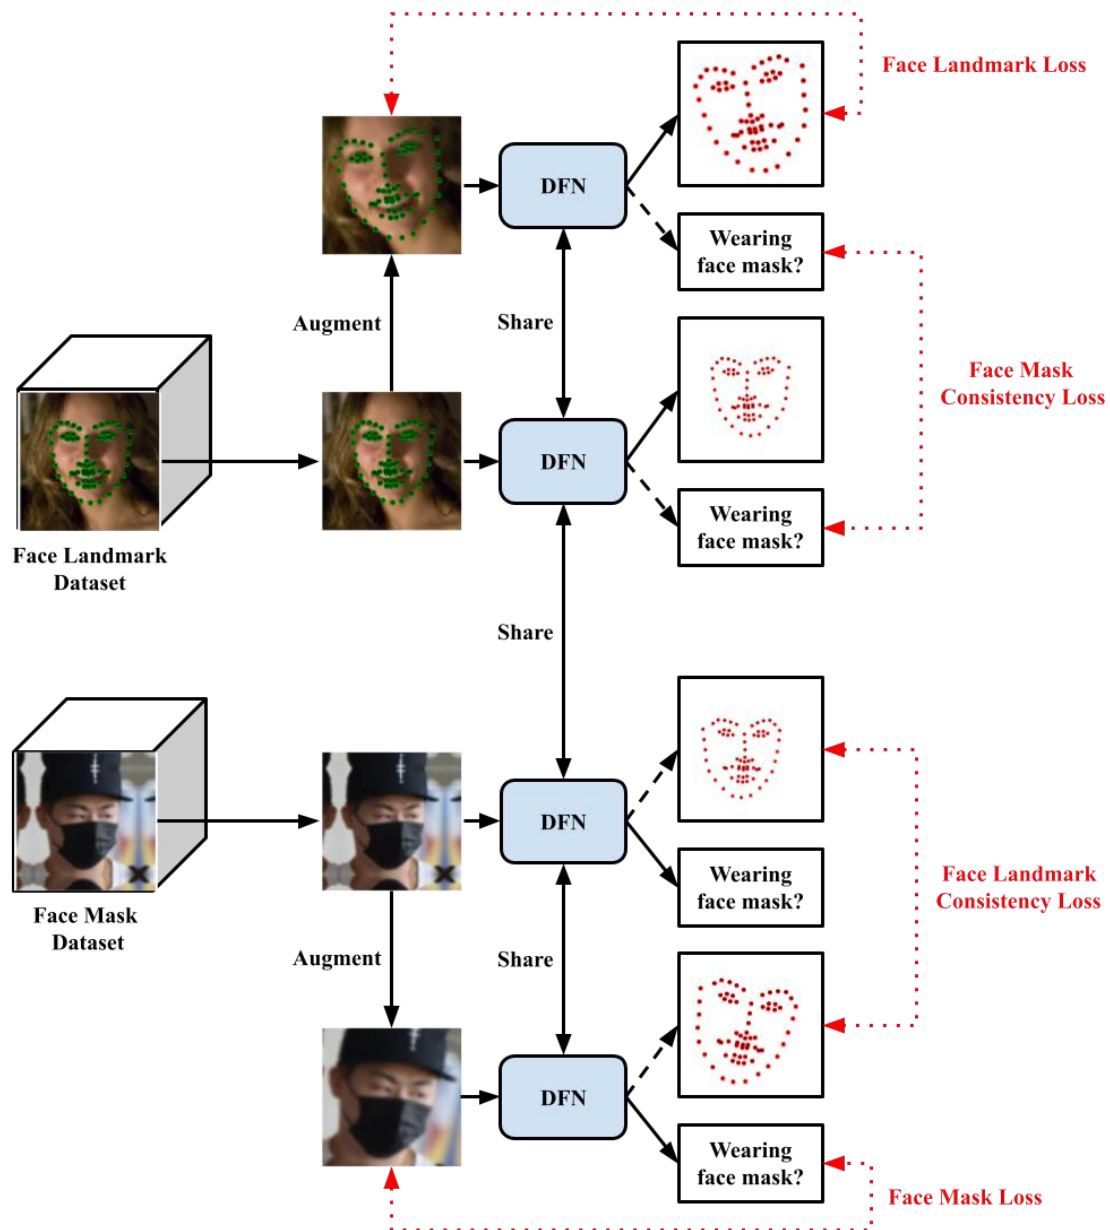 Face Landmark Loss
DFN
Wearing
face mask?
Augment
Share
Face Mask
Consistency Loss
DFN
Wearing
face mask?
Face Landmark
Dataset
Share
DFN
Wearing
face mask?
Face Landmark
Consistency Loss
Face Mask
Dataset
Augment
Share
DFN
Wearing
face mask?
Face Mask Loss